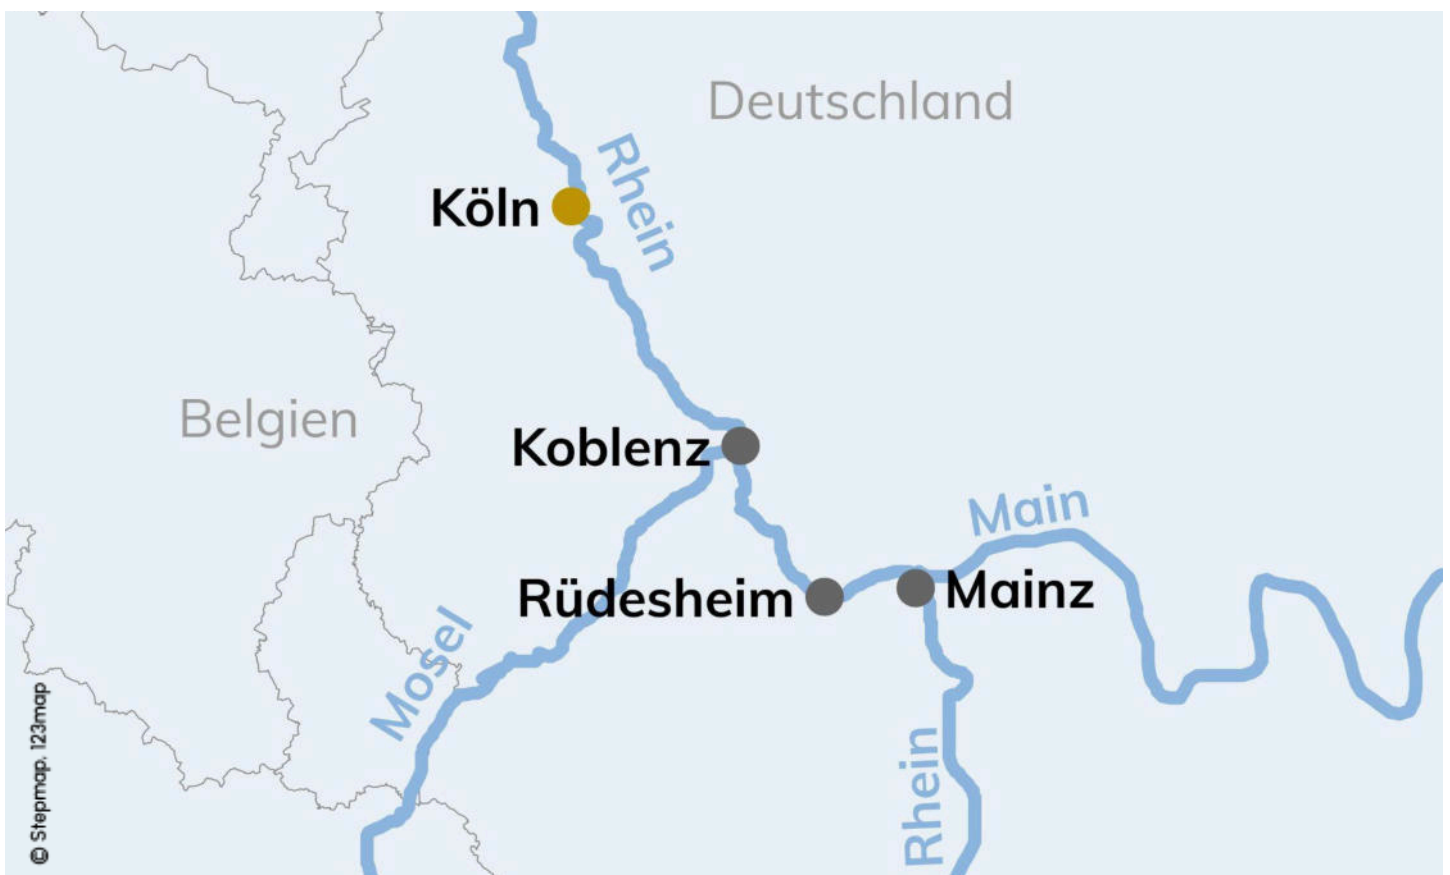 Deutschland
Rhein
Köln
Belgien
Koblenz
Main
Rüdesheim
Mainz
Mosel
Rhein
© Stepmap, 123map